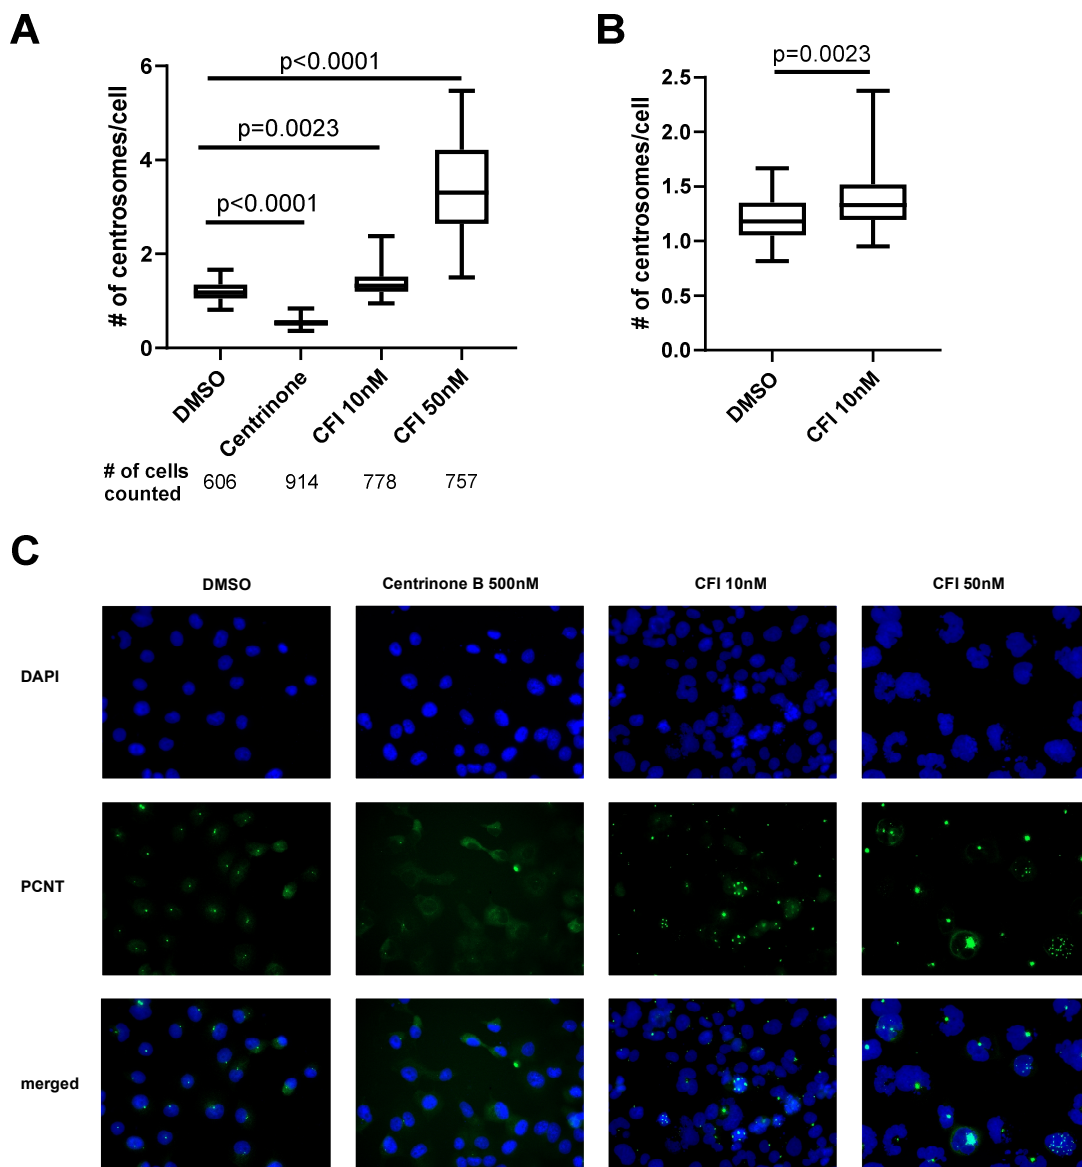 A
B
p<0.0001
p=0.0023
p<0.0001
# of centrosomes/cell
6
4
2
0
DMSO
Centrinone
CFI 10nM
CFI 50nM
# of cells
counted
606
914
778
757
p=0.0023
# of centrosomes/cell
2.5
2.0
1.5
1.0
0.5
0.0
DMSO
CFI 10nM
C
DMSO
Centrinone B 500nM
CFI 10nM
CFI 50nM
DAPI
PCNT
merged